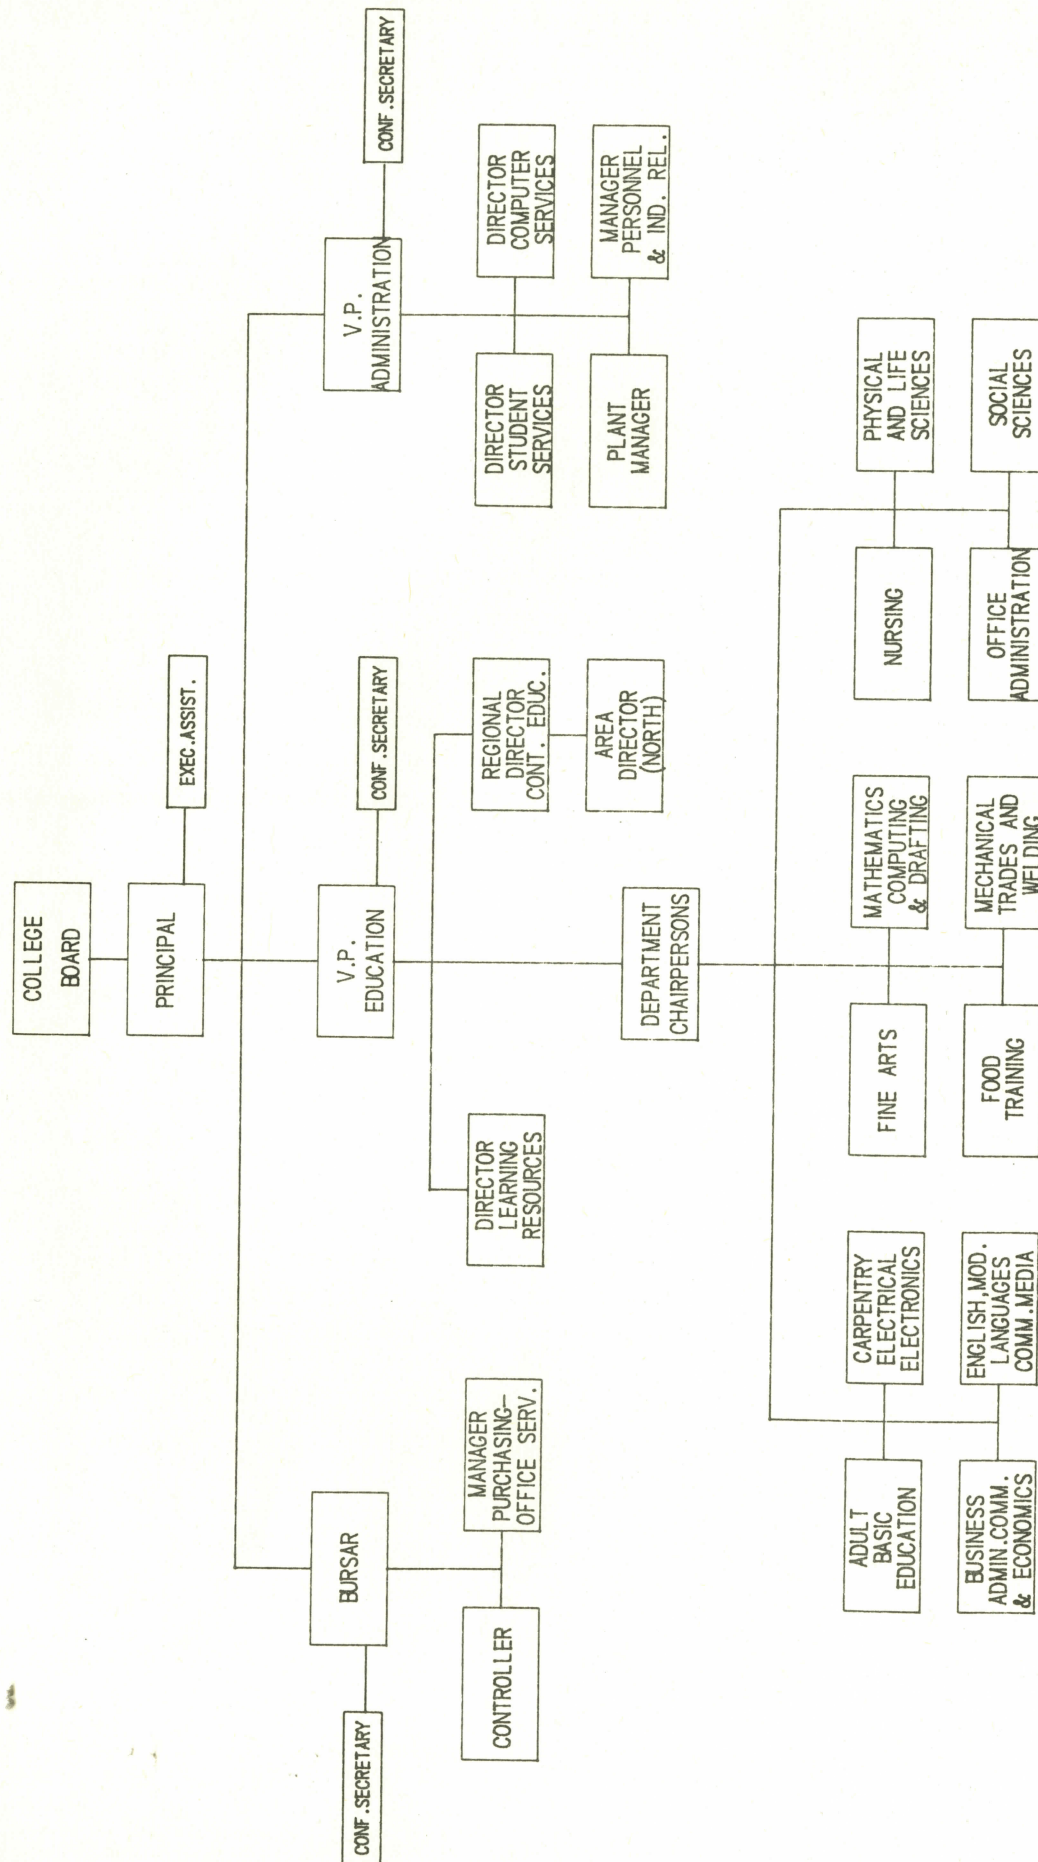 COLLEGE
BOARD
PRINCIPAL
EXEC.ASSIST.
BURSAR
CONF.SECRETARY
V.P.
EDUCATION
CONF.SECRETARY
V.P.
ADMINISTRATION
CONF.SECRETARY
CONTROLLER
MANAGER
PURCHASING-
OFFICE SERV.
DIRECTOR
LEARNING
RESOURCES
REGIONAL
DIRECTOR
CONT. EDUC.
AREA
DIRECTOR
(NORTH)
DIRECTOR
STUDENT
SERVICES
DIRECTOR
COMPUTER
SERVICES
PLANT
MANAGER
MANAGER
PERSONNEL
& IND. REL.
DEPARTMENT
CHAIRPERSONS
ADULT
BASIC
EDUCATION
CARPENTRY
ELECTRICAL
ELECTRONICS
FINE ARTS
MATHEMATICS
COMPUTING
& DRAFTING
NURSING
PHYSICAL
AND LIFE
SCIENCES
BUSINESS
ADMIN.COMM.
& ECONOMICS
ENGLISH,MOD.
LANGUAGES
COMM.MEDIA
FOOD
TRAINING
MECHANICAL
TRADES AND
WELDING
OFFICE
ADMINISTRATION
SOCIAL
SCIENCES